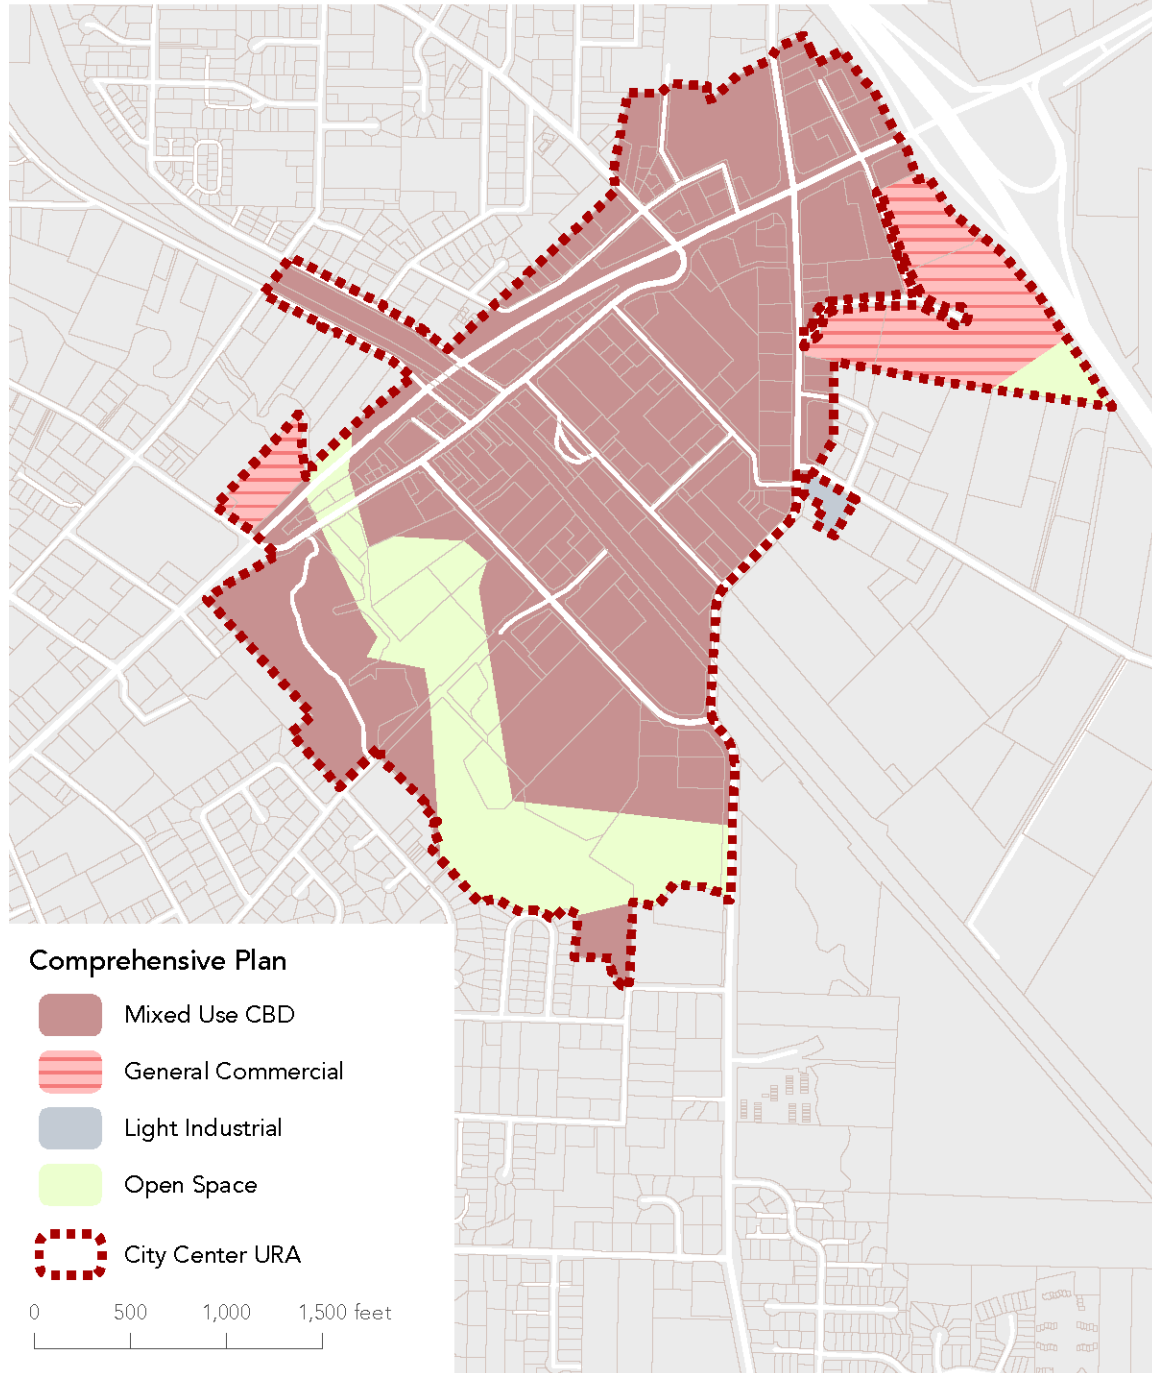 Comprehensive Plan
Mixed Use CBD
General Commercial
Light Industrial
Open Space
City Center URA
0 500 1,000 1,500 feet